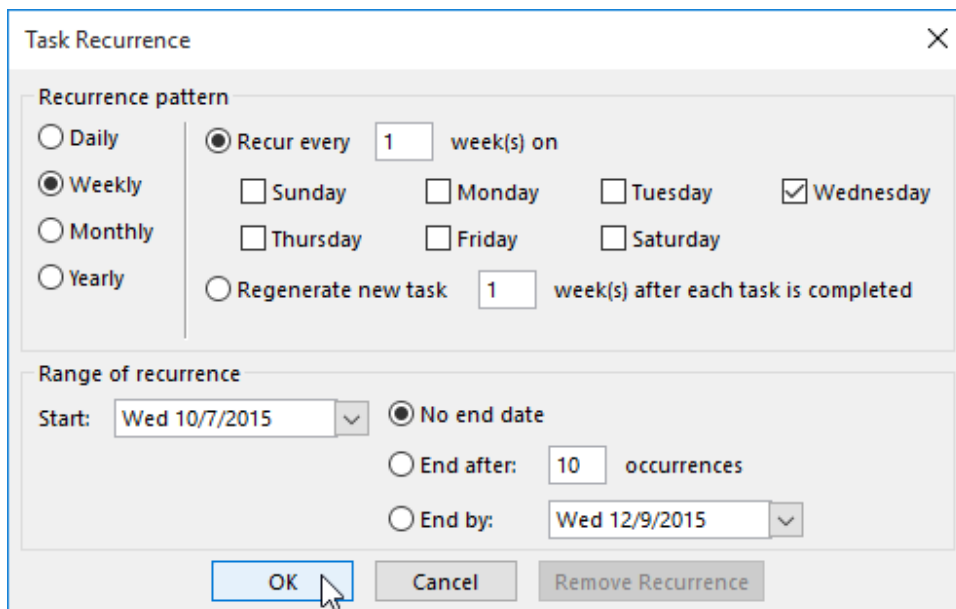 Task Recurrence
Recurrence pattern
Daily
Recur every 1 week(s) on
Weekly
Sunday Monday Tuesday Wednesday
Monthly
Thursday Friday Saturday
Yearly
Regenerate new task 1 week(s) after each task is completed
Range of recurrence
Start: Wed 10/7/2015
No end date
End after: 10 occurrences
End by: Wed 12/9/2015
OK Cancel Remove Recurrence